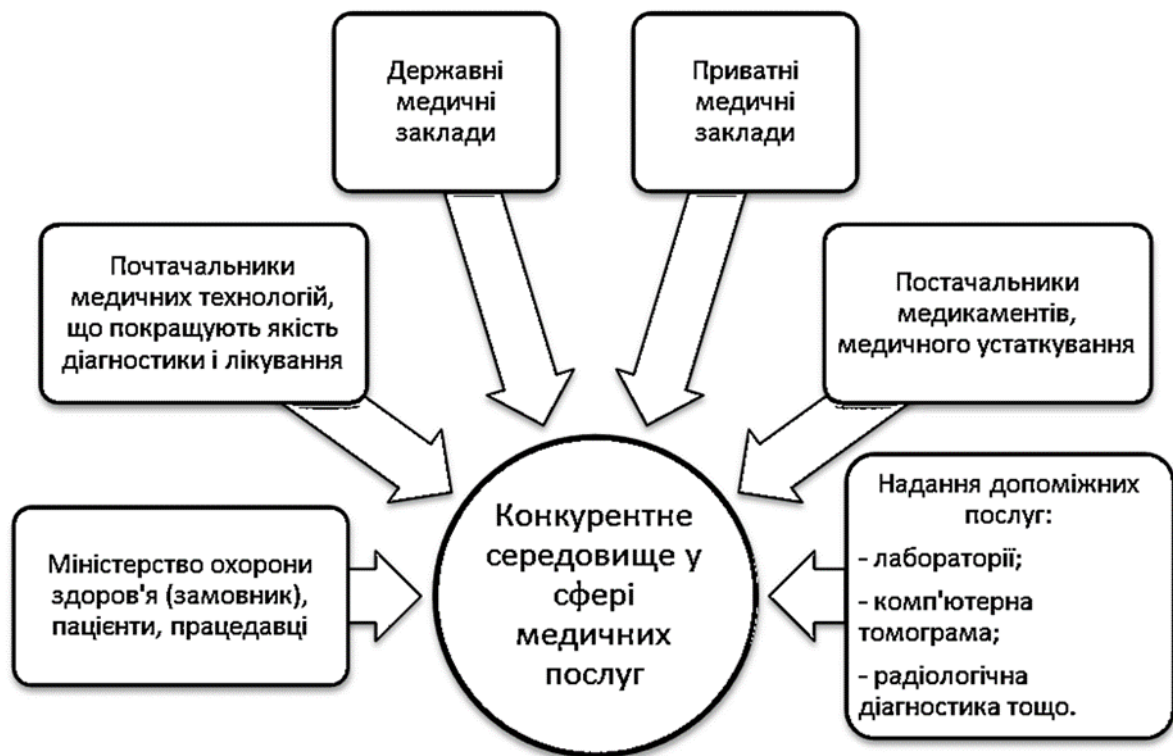 Державні
медичні
заклади
Приватні
медичні
заклади
Почтачальники
медичних технологій,
що покращують якість
діагностики і лікування
Постачальники
медикаментів,
медичного устаткування
Міністерство охорони
здоров'я (замовник),
пацієнти, працедавці
Конкурентне
середовище у
сфері
медичних
послуг
Надання допоміжних
послуг:
- лабораторії;
- комп'ютерна
томограма;
- радіологічна
діагностика тощо.